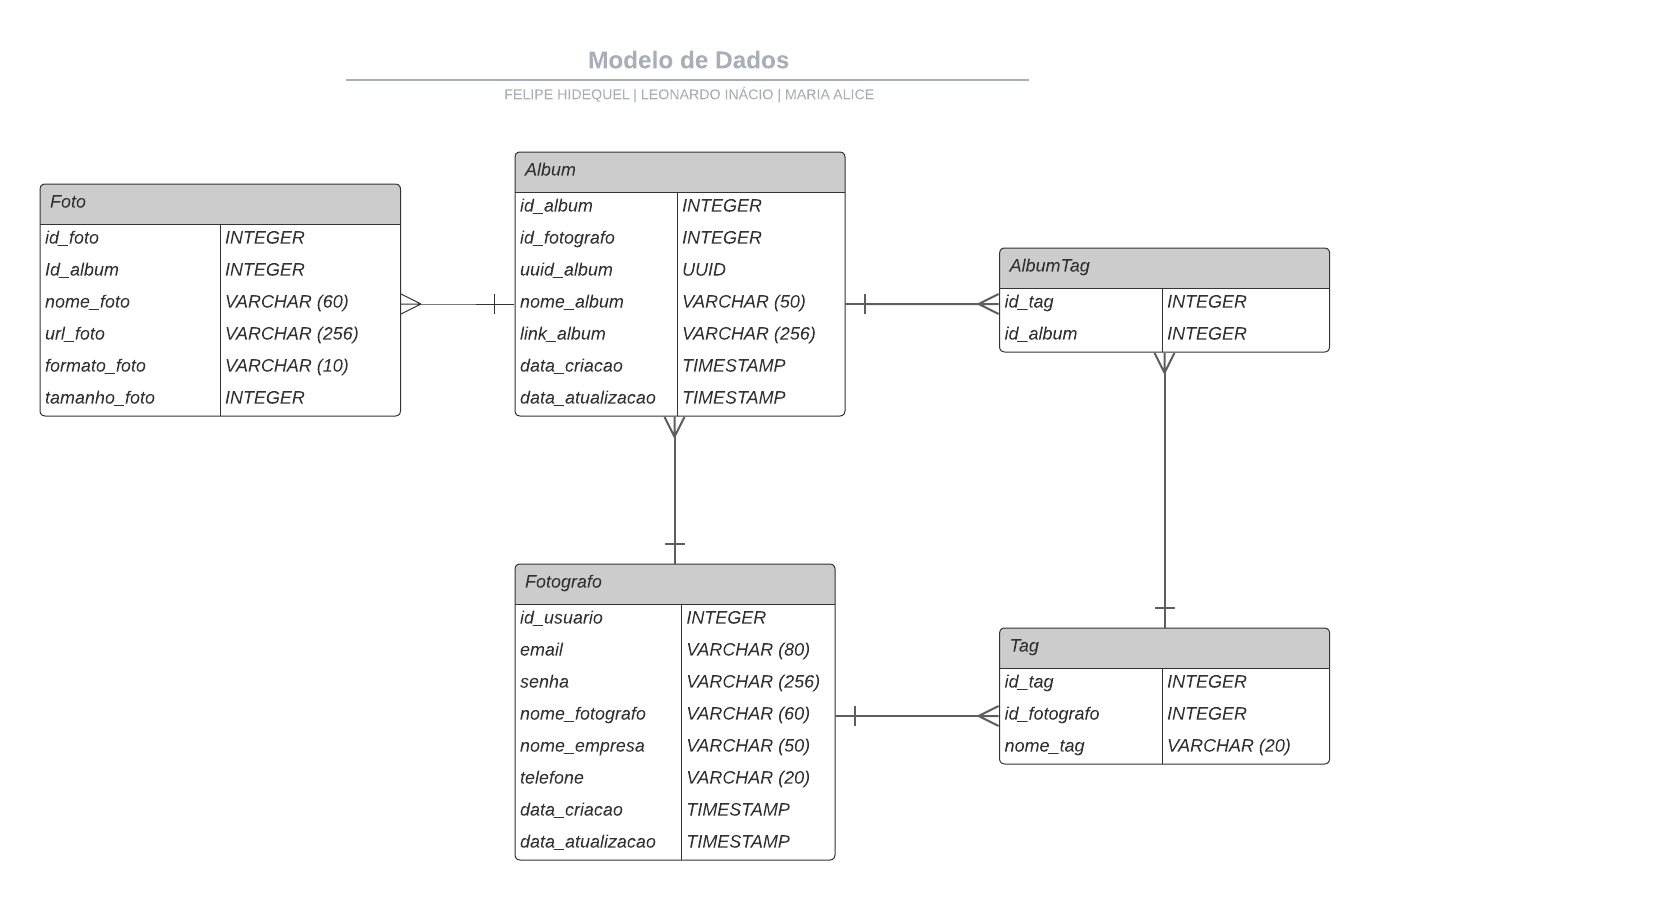 Modelo de Dados
FELIPE HIDEQUEL | LEONARDO INÁCIO | MARIA ALICE
Foto
id_foto INTEGER
Id_album INTEGER
nome_foto VARCHAR (60)
url_foto VARCHAR (256)
formato_foto VARCHAR (10)
tamanho_foto INTEGER
Album
id_album INTEGER
id_fotografo INTEGER
uuid_album UUID
nome_album VARCHAR (50)
link_album VARCHAR (256)
data_criacao TIMESTAMP
data_atualizacao TIMESTAMP
AlbumTag
id_tag INTEGER
id_album INTEGER
Fotografo
id_usuario INTEGER
email VARCHAR (80)
senha VARCHAR (256)
nome_fotografo VARCHAR (60)
nome_empresa VARCHAR (50)
telefone VARCHAR (20)
data_criacao TIMESTAMP
data_atualizacao TIMESTAMP
Tag
id_tag INTEGER
id_fotografo INTEGER
nome_tag VARCHAR (20)